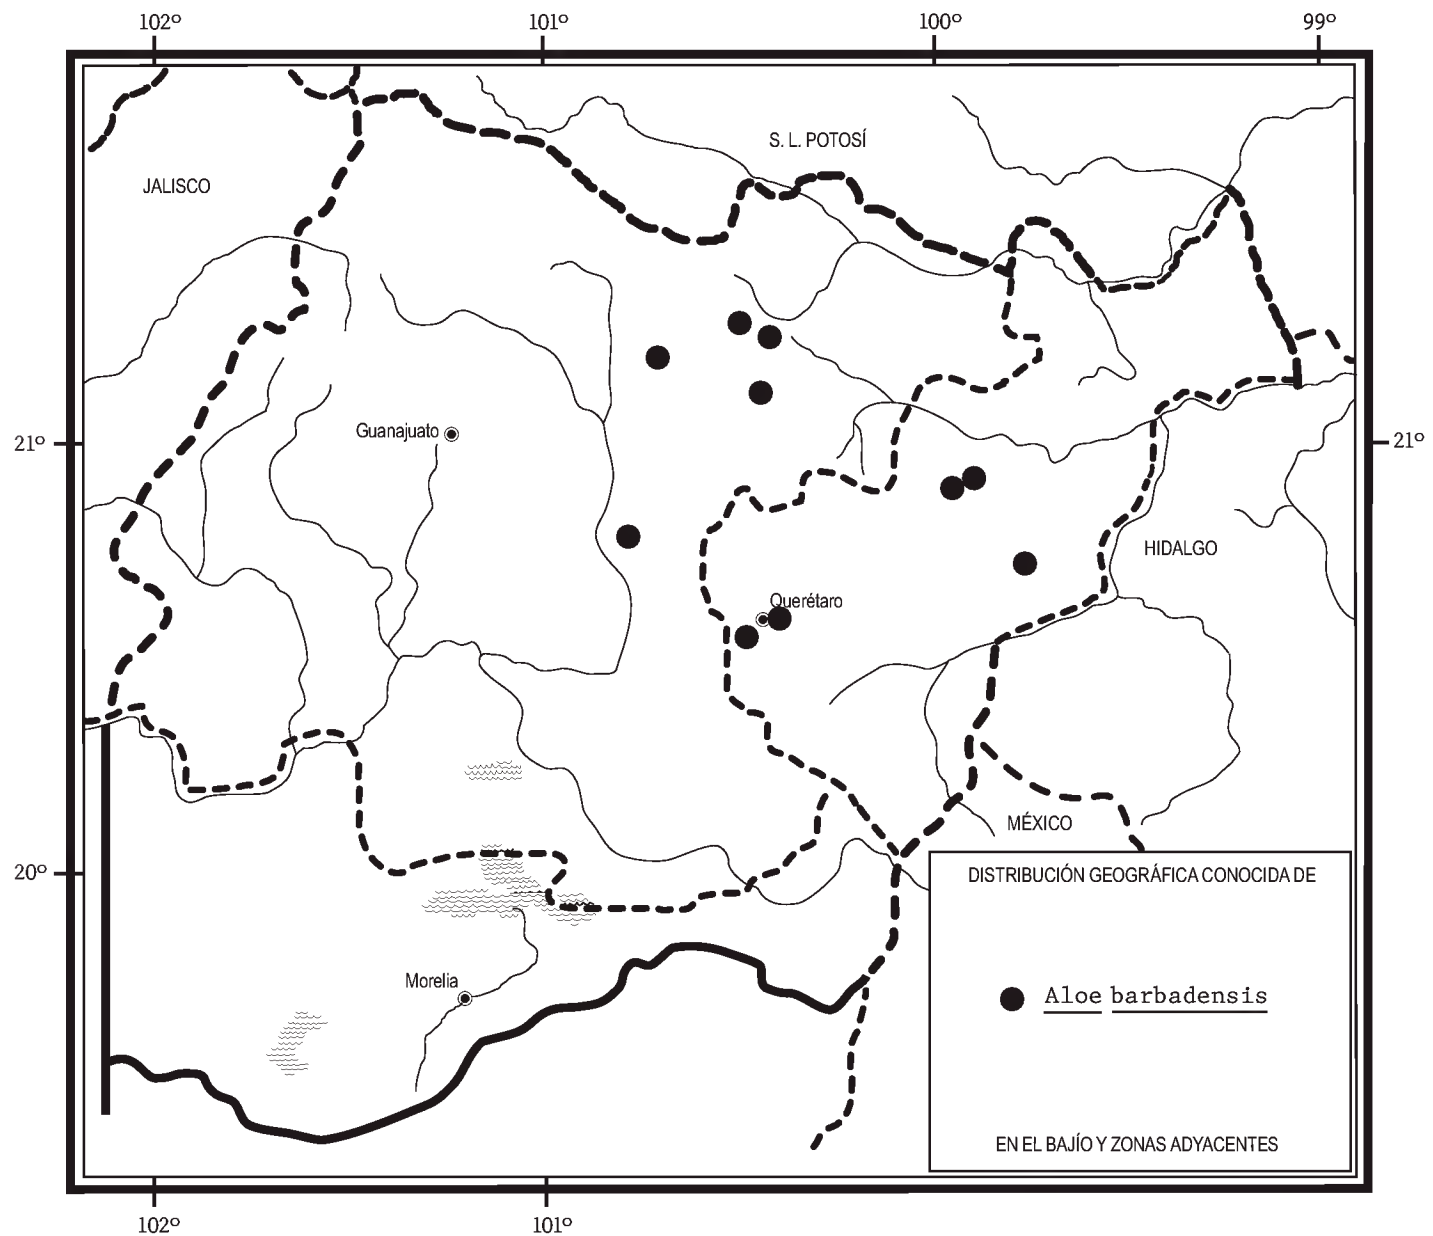 102º 101º 100º 99º
S. L. POTOSÍ
JALISCO
Guanajuato
21º 21º
HIDALGO
Querétaro
MÉXICO
20º
DISTRIBUCIÓN GEOGRÁFICA CONOCIDA DE
Morelia
Aloe barbadensis
EN EL BAJÍO Y ZONAS ADYACENTES
102º 101º